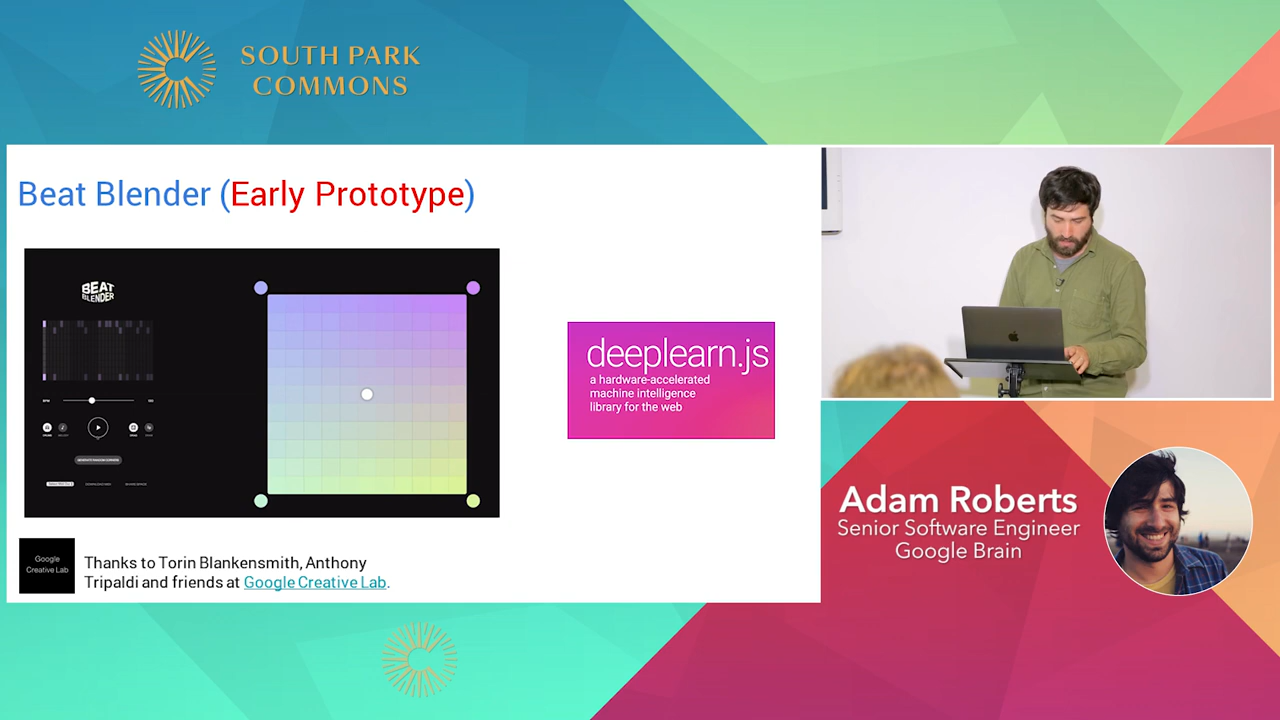 SOUTH PARK
COMMONS
Beat Blender (Early Prototype)
BEAT
BLENDER
deeplearn.js
a hardware-accelerated
machine intelligence
library for the web
Google
Creative Lab
Thanks to Torin Blankensmith, Anthony
Tripaldi and friends at Google Creative Lab.
Adam Roberts
Senior Software Engineer
Google Brain